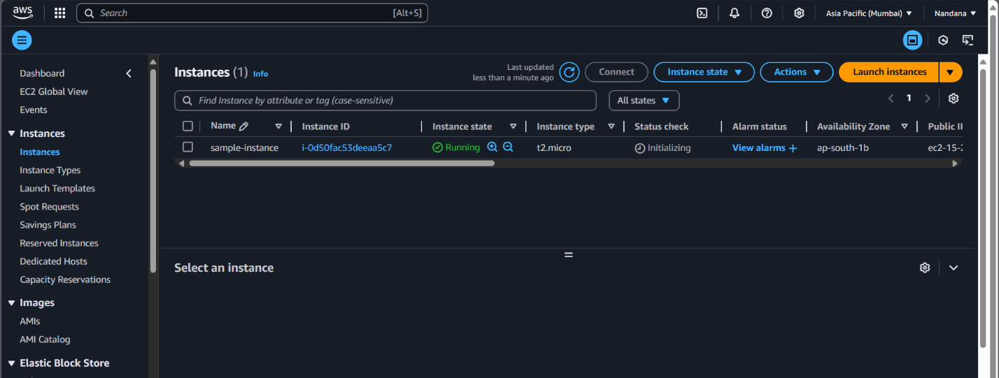 aws
Search [Alt+S]
Asia Pacific (Mumbai)
Nandana
Dashboard
EC2 Global View
Events
Instances
Instances
Instance Types
Launch Templates
Spot Requests
Savings Plans
Reserved Instances
Dedicated Hosts
Capacity Reservations
Images
AMIs
AMI Catalog
Elastic Block Store
Instances (1) Info
Last updated
less than a minute ago
Connect
Instance state
Actions
Launch instances
Find Instance by attribute or tag (case-sensitive)
All states
1
Name Instance ID Instance state Instance type Status check Alarm status Availability Zone Public
sample-instance i-0d50fac53deeaa5c7 Running t2.micro Initializing View alarms + ap-south-1b ec2-15-2
Select an instance